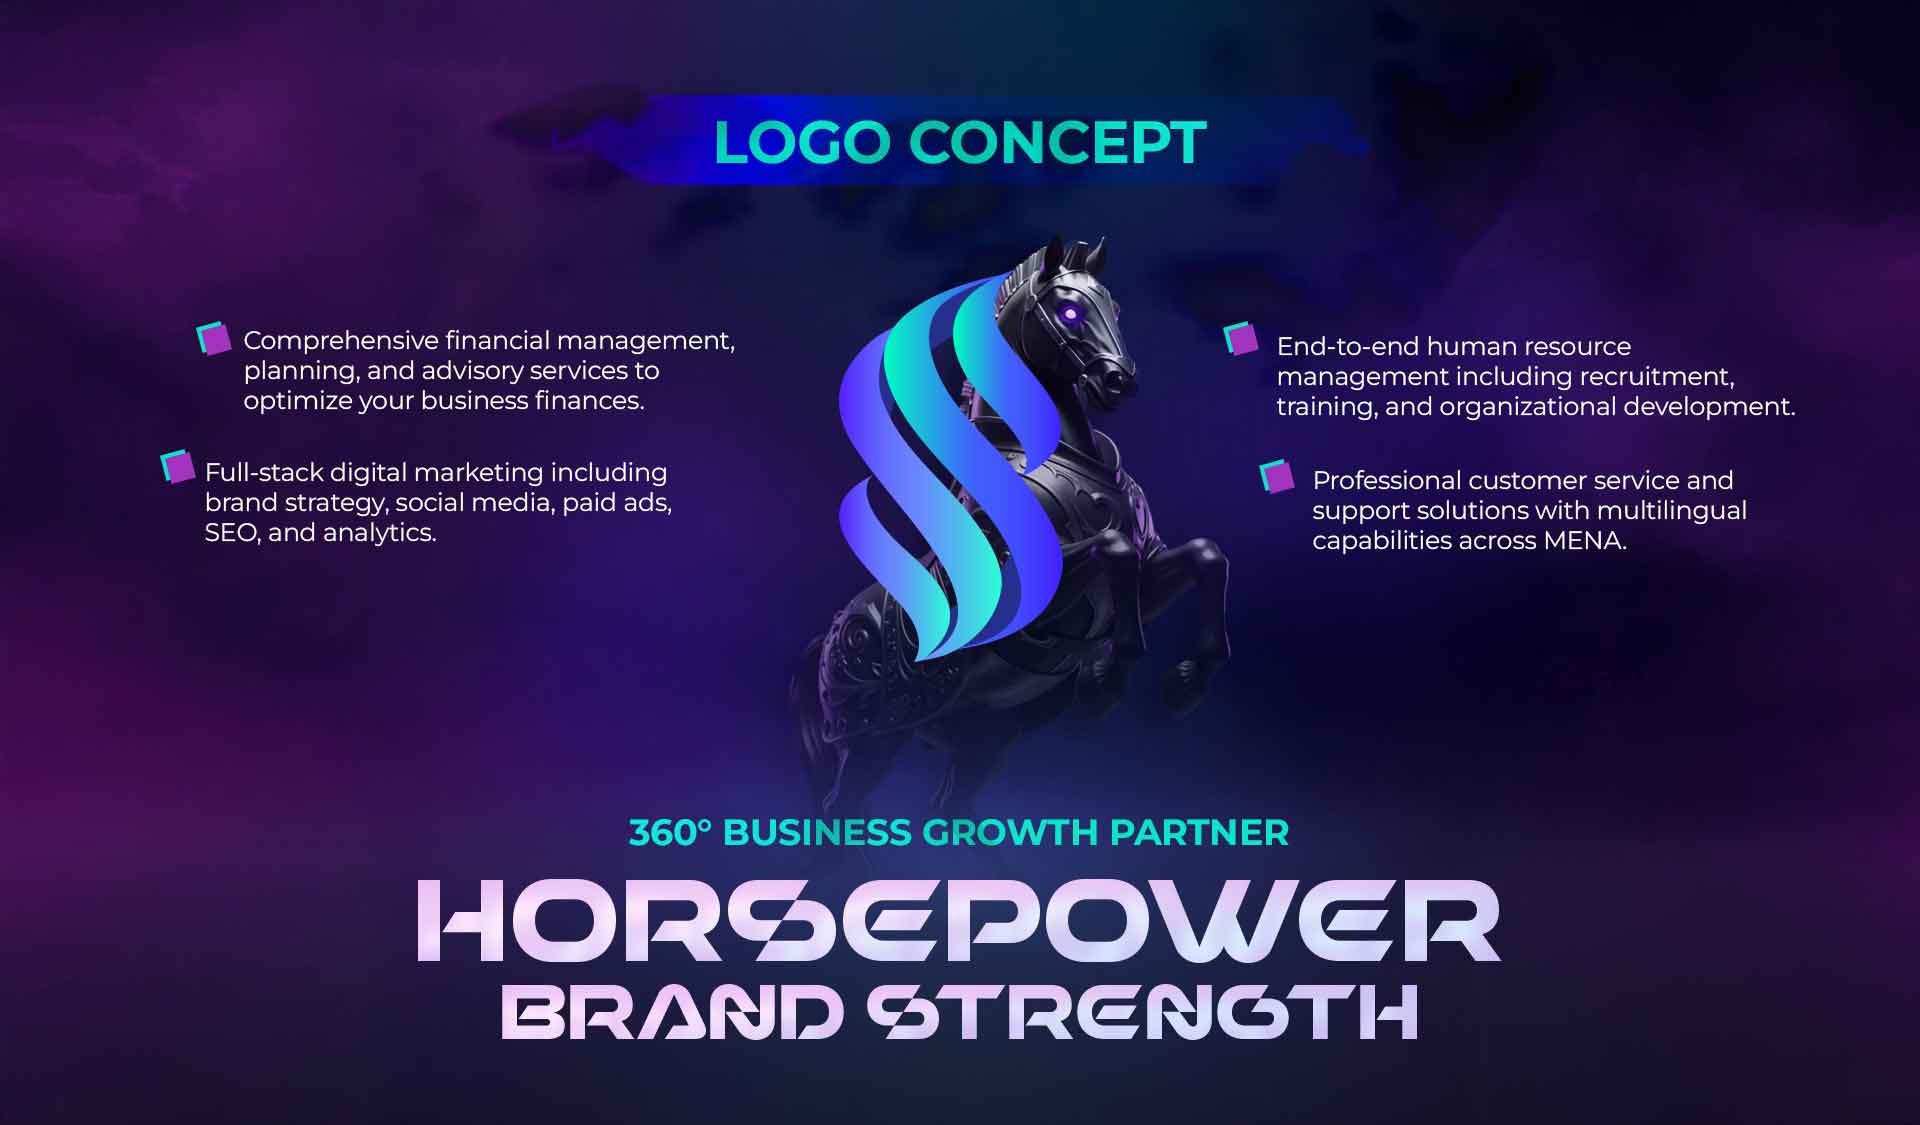 LOGO CONCEPT
Comprehensive financial management,
planning, and advisory services to
optimize your business finances.
Full-stack digital marketing including
brand strategy, social media, paid ads,
SEO, and analytics.
End-to-end human resource
management including recruitment,
training, and organizational development.
Professional customer service and
support solutions with multilingual
capabilities across MENA.
360° BUSINESS GROWTH PARTNER
HORSEPOWER
BRAND STRENGTH